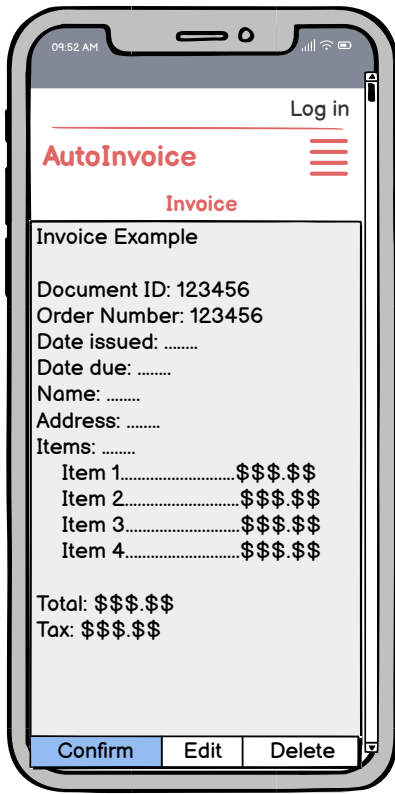 09:52 AM
Log in
AutoInvoice
Invoice
Invoice Example
Document ID: 123456
Order Number: 123456
Date issued: ........
Date due: ........
Name: ........
Address: ........
Items: ........
Item 1...........................$$$.$$
Item 2...........................$$$.$$
Item 3...........................$$$.$$
Item 4...........................$$$.$$
Total: $$$.$$
Tax: $$$.$$
Confirm Edit Delete